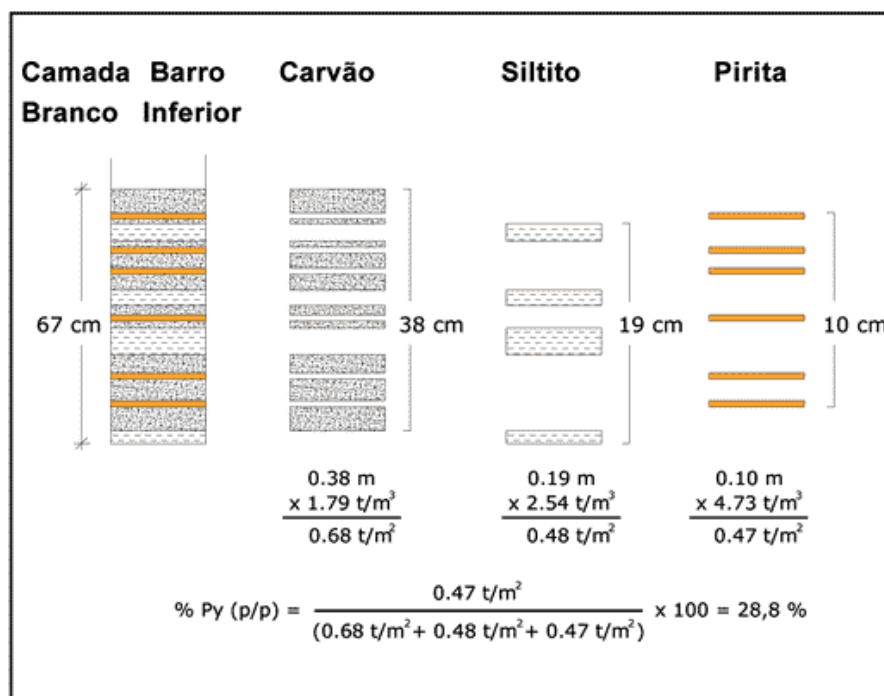 Camada Barro Carvão Siltito Pirita
Branco Inferior
67 cm 38 cm 19 cm 10 cm
0.38 m 0.19 m 0.10 m
x 1.79 t/m³ x 2.54 t/m³ x 4.73 t/m³
0.68 t/m² 0.48 t/m² 0.47 t/m²
0.47 t/m²
% Py (p/p) = x 100 = 28,8 %
(0.68 t/m² + 0.48 t/m² + 0.47 t/m²)